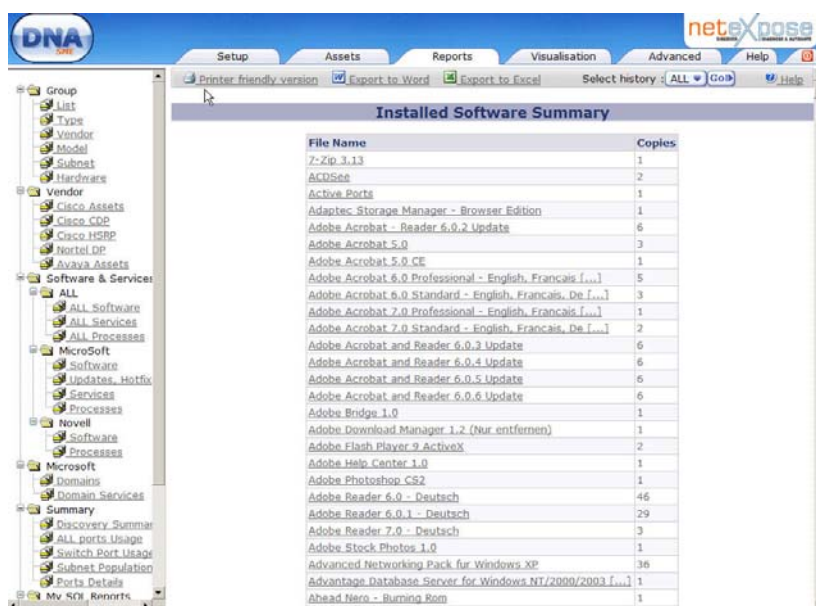 DNA
SME
netexpose
Setup Assets Reports Visualisation Advanced Help
Printer friendly version Export to Word Export to Excel Select history : ALL Go Help
Group
List
Type
Vendor
Model
Subnet
Hardware
Vendor
Cisco Assets
Cisco CDP
Cisco HSRP
Nortel DP
Avaya Assets
Software & Services
ALL
ALL Software
ALL Services
ALL Processes
MicroSoft
Software
Updates, Hotfix
Services
Processes
Novell
Software
Processes
Microsoft
Domains
Domain Services
Summary
Discovery Summar
ALL ports Usage
Switch Port Usage
Subnet Population
Ports Details
My SQL Reports
Installed Software Summary
File Name Copies
7-Zip 3.13 1
ACDSee 2
Active Ports 1
Adaptec Storage Manager - Browser Edition 1
Adobe Acrobat - Reader 6.0.2 Update 6
Adobe Acrobat 5.0 3
Adobe Acrobat 5.0 CE 1
Adobe Acrobat 6.0 Professional - English, Francais [...] 5
Adobe Acrobat 6.0 Standard - English, Francais, De [...] 3
Adobe Acrobat 7.0 Professional - English, Francais [...] 1
Adobe Acrobat 7.0 Standard - English, Francais, De [...] 2
Adobe Acrobat and Reader 6.0.3 Update 6
Adobe Acrobat and Reader 6.0.4 Update 6
Adobe Acrobat and Reader 6.0.5 Update 6
Adobe Acrobat and Reader 6.0.6 Update 6
Adobe Bridge 1.0 1
Adobe Download Manager 1.2 (Nur entfernen) 1
Adobe Flash Player 9 ActiveX 2
Adobe Help Center 1.0 1
Adobe Photoshop CS2 1
Adobe Reader 6.0 - Deutsch 46
Adobe Reader 6.0.1 - Deutsch 29
Adobe Reader 7.0 - Deutsch 3
Adobe Stock Photos 1.0 1
Advanced Networking Pack fur Windows XP 36
Advantage Database Server for Windows NT/2000/2003 [...] 1
Ahead Nero - Burning Rom 1